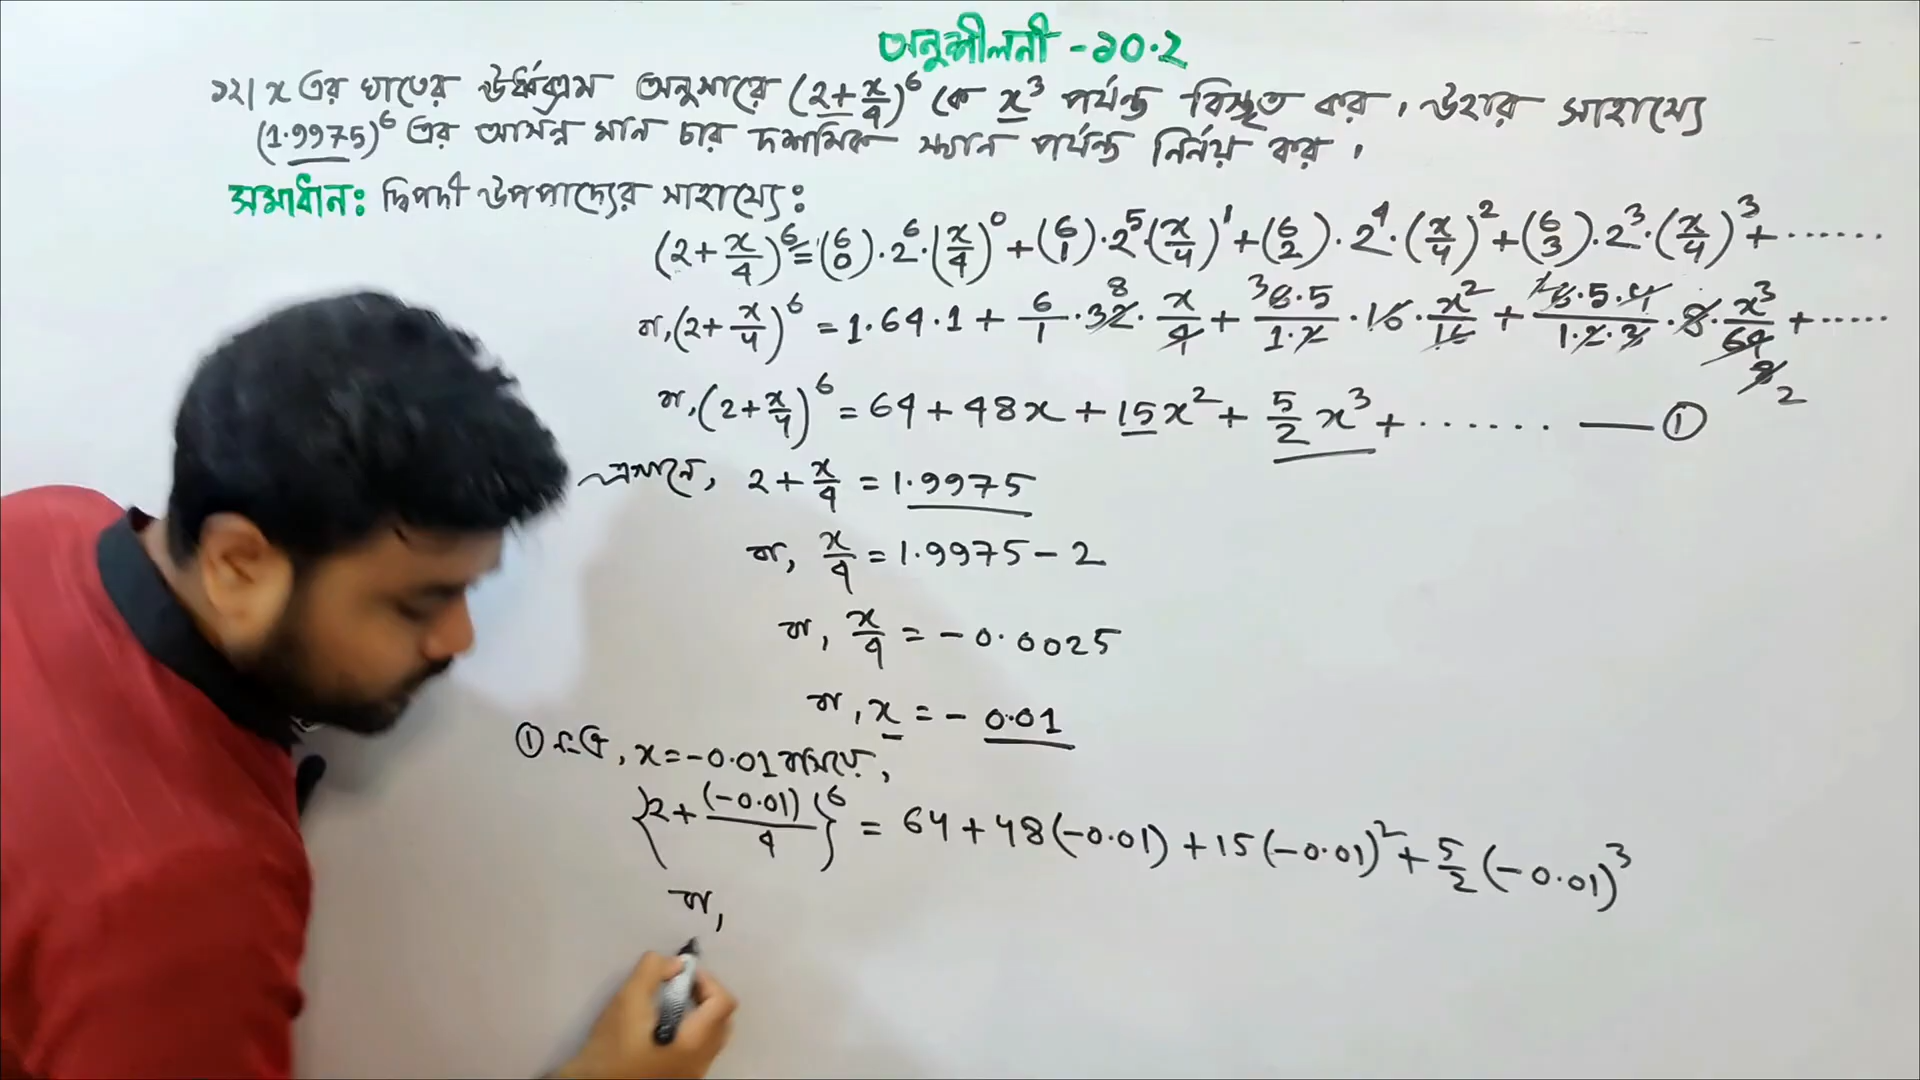 অনুশীলনী - ১০.2
১২| x এর ঘাতের ঊর্ধ্বক্রম অনুসারে (2+x/4)^6 কে x^3 পর্যন্ত বিস্তৃত কর। উহার সাহায্যে
(1.9975)^6 এর আসন্ন মান চার দশমিক স্থান পর্যন্ত নির্নয় কর।
সমাধান: দ্বিপদী উপপাদ্যের সাহায্যে:
(2+x/4)^6 = (6 0)·2^6·(x/4)^0 + (6 1)·2^5·(x/4)^1 + (6 2)·2^4·(x/4)^2 + (6 3)·2^3·(x/4)^3 + ......
বা, (2+x/4)^6 = 1·64·1 + 6/1·32·x/4 + 6·5/1·2·16·x^2/16 + 6·5·4/1·2·3·8·x^3/64 + .....
বা, (2+x/4)^6 = 64 + 48x + 15x^2 + 5/2 x^3 + ...... — ①
এখানে, 2 + x/4 = 1.9975
বা, x/4 = 1.9975 - 2
বা, x/4 = - 0.0025
বা, x = - 0.01
① নং এ, x = -0.01 বসিয়ে,
{2 + (-0.01)/4}^6 = 64 + 48(-0.01) + 15(-0.01)^2 + 5/2 (-0.01)^3
বা,